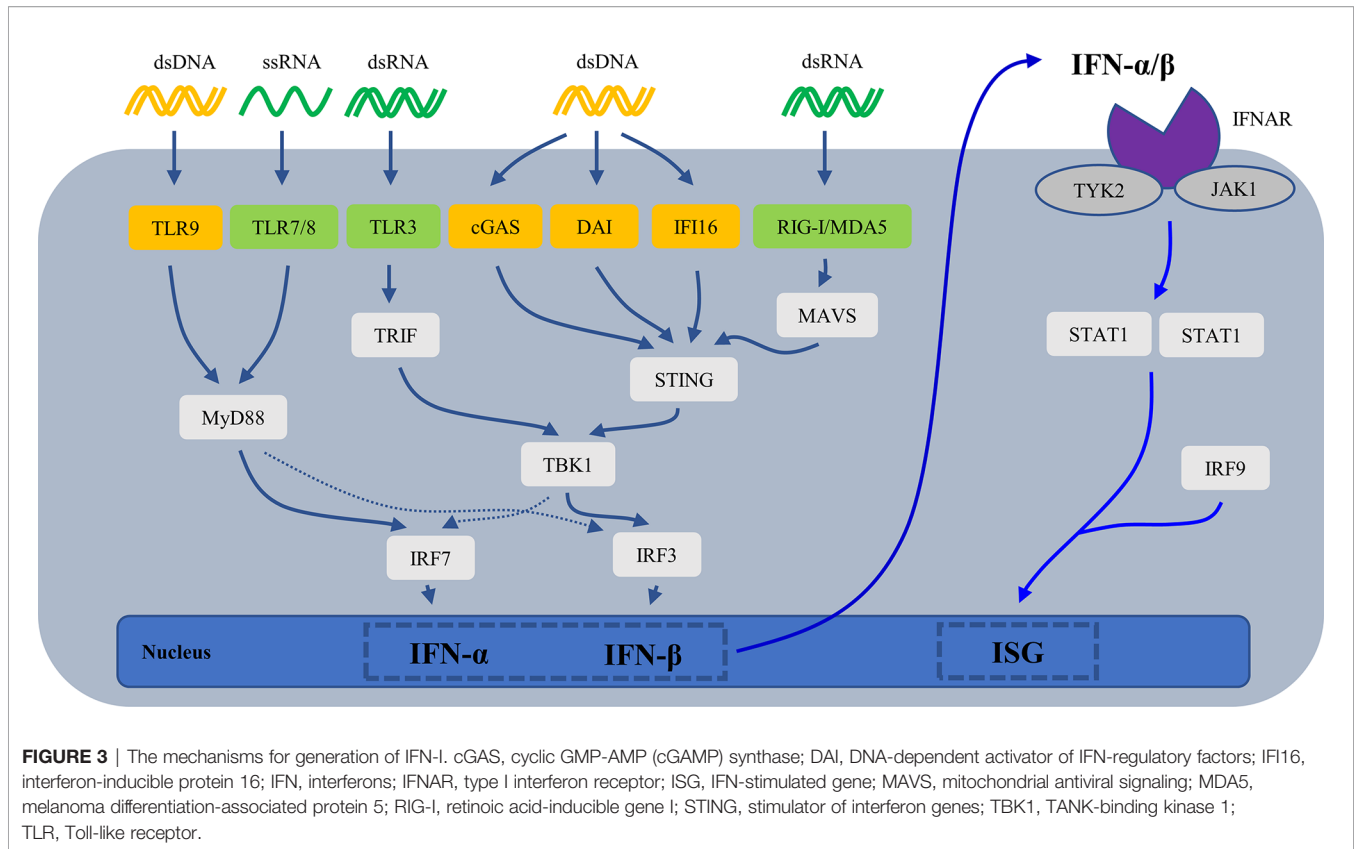 dsDNA
ssRNA
dsRNA
dsDNA
dsRNA
IFN-α/β
IFNAR
TYK2
JAK1
TLR9
TLR7/8
TLR3
cGAS
DAI
IFI16
RIG-I/MDA5
MAVS
TRIF
STAT1
STAT1
STING
MyD88
TBK1
IRF9
IRF7
IRF3
Nucleus
IFN-α
IFN-β
ISG
FIGURE 3 | The mechanisms for generation of IFN-I. cGAS, cyclic GMP-AMP (cGAMP) synthase; DAI, DNA-dependent activator of IFN-regulatory factors; IFI16,
interferon-inducible protein 16; IFN, interferons; IFNAR, type I interferon receptor; ISG, IFN-stimulated gene; MAVS, mitochondrial antiviral signaling; MDA5,
melanoma differentiation-associated protein 5; RIG-I, retinoic acid-inducible gene I; STING, stimulator of interferon genes; TBK1, TANK-binding kinase 1;
TLR, Toll-like receptor.